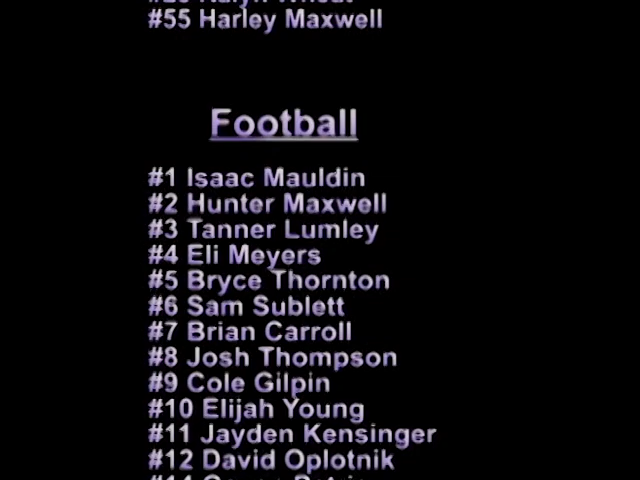 #55 Harley Maxwell
Football
#1 Isaac Mauldin
#2 Hunter Maxwell
#3 Tanner Lumley
#4 Eli Meyers
#5 Bryce Thornton
#6 Sam Sublett
#7 Brian Carroll
#8 Josh Thompson
#9 Cole Gilpin
#10 Elijah Young
#11 Jayden Kensinger
#12 David Oplotnik